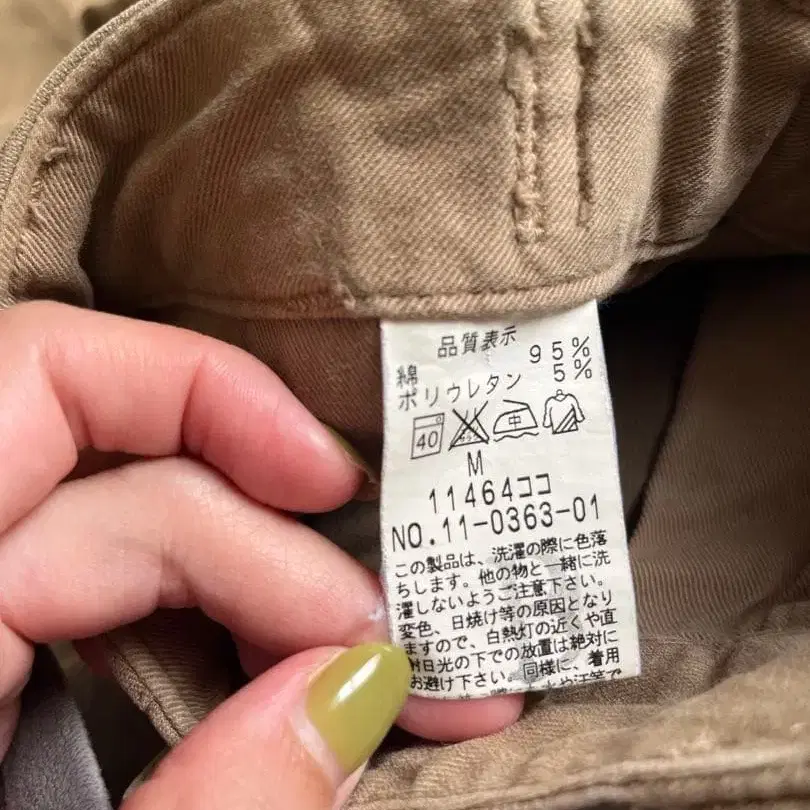 品質表示
綿 95%
ポリウレタン 5%
40 中
M
11464ココ
NO.11-0363-01
この製品は、洗濯の際に色落
ちします。他の物と一緒に洗
濯しないようご注意下さい。
変色、日焼け等の原因となり
ますので、白熱灯の近くや直
射日光の下での放置は絶対に
お避け下さい。同様に、着用